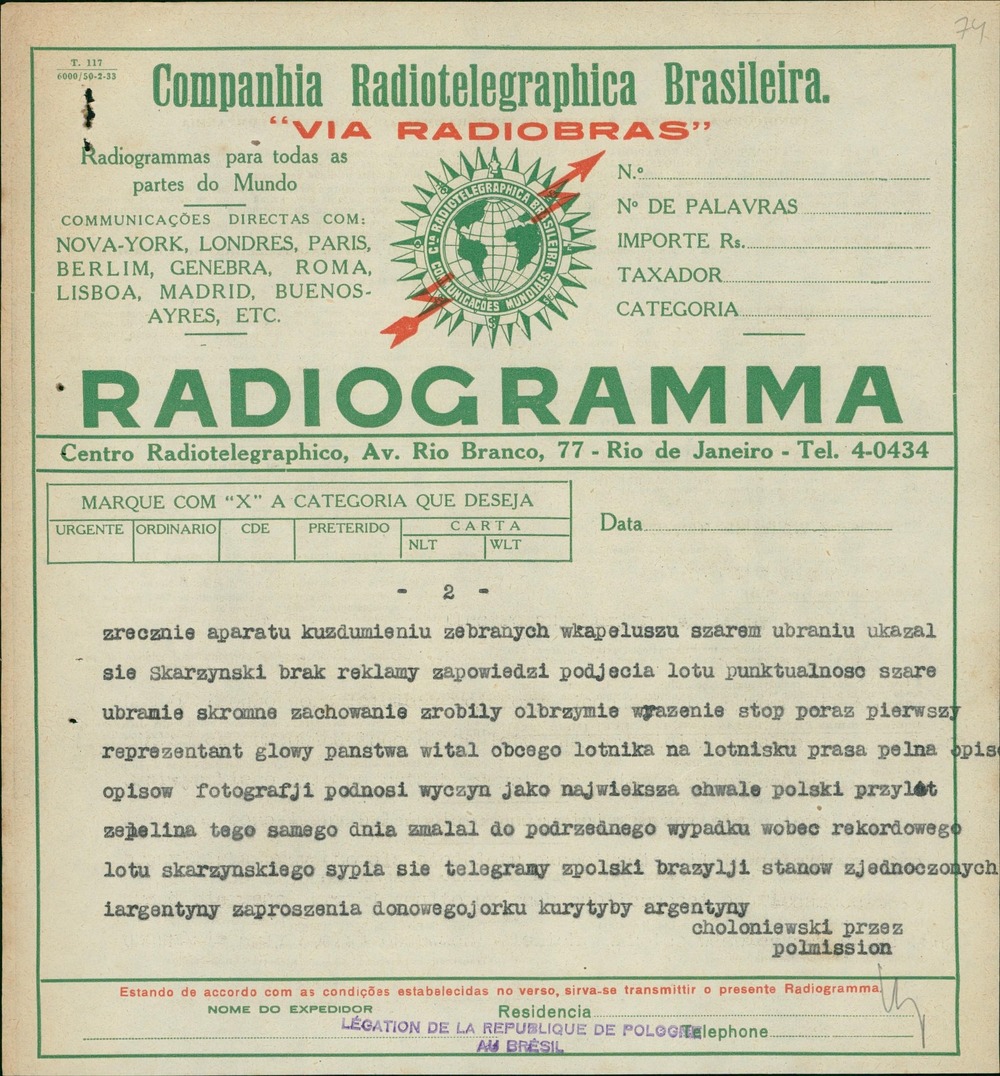 74
T. 117
6000/50-2-33
Companhia Radiotelegraphica Brasileira.
"VIA RADIOBRAS"
Radiogrammas para todas as
partes do Mundo
COMMUNICAÇÕES DIRECTAS COM:
NOVA-YORK, LONDRES, PARIS,
BERLIM, GENEBRA, ROMA,
LISBOA, MADRID, BUENOS-
AYRES, ETC.
CIA RADIOTELEGRAPHICA BRASILEIRA
COMUNICAÇÕES MUNDIAES
N.º
Nº DE PALAVRAS
IMPORTE Rs.
TAXADOR
CATEGORIA
RADIOGRAMMA
Centro Radiotelegraphico, Av. Rio Branco, 77 - Rio de Janeiro - Tel. 4-0434
MARQUE COM "X" A CATEGORIA QUE DESEJA
URGENTE ORDINARIO CDE PRETERIDO CARTA
NLT WLT
Data
- 2 -
zrecznie aparatu kuzdumieniu zebranych wkapeluszu szarem ubraniu ukazal
sie Skarzynski brak reklamy zapowiedzi podjecia lotu punktualnosc szare
ubranie skromne zachowanie zrobily olbrzymie wrazenie stop poraz pierwszy
reprezentant glowy panstwa wital obcego lotnika na lotnisku prasa pelna opiso
opisow fotografji podnosi wyczyn jako najwieksza chwale polski przylot
zepelina tego samego dnia zmalal do podrzednego wypadku wobec rekordowego
lotu skarzynskiego sypia sie telegramy zpolski brazylji stanow zjednoczonych
iargentyny zaproszenia donowegojorku kurytyby argentyny
choloniewski przez
polmission
Estando de accordo com as condições estabelecidas no verso, sirva-se transmittir o presente Radiogramma.
NOME DO EXPEDIDOR
Residencia
LÉGATION DE LA REPUBLIQUE DE POLOGNE
AU BRÉSIL
Telephone